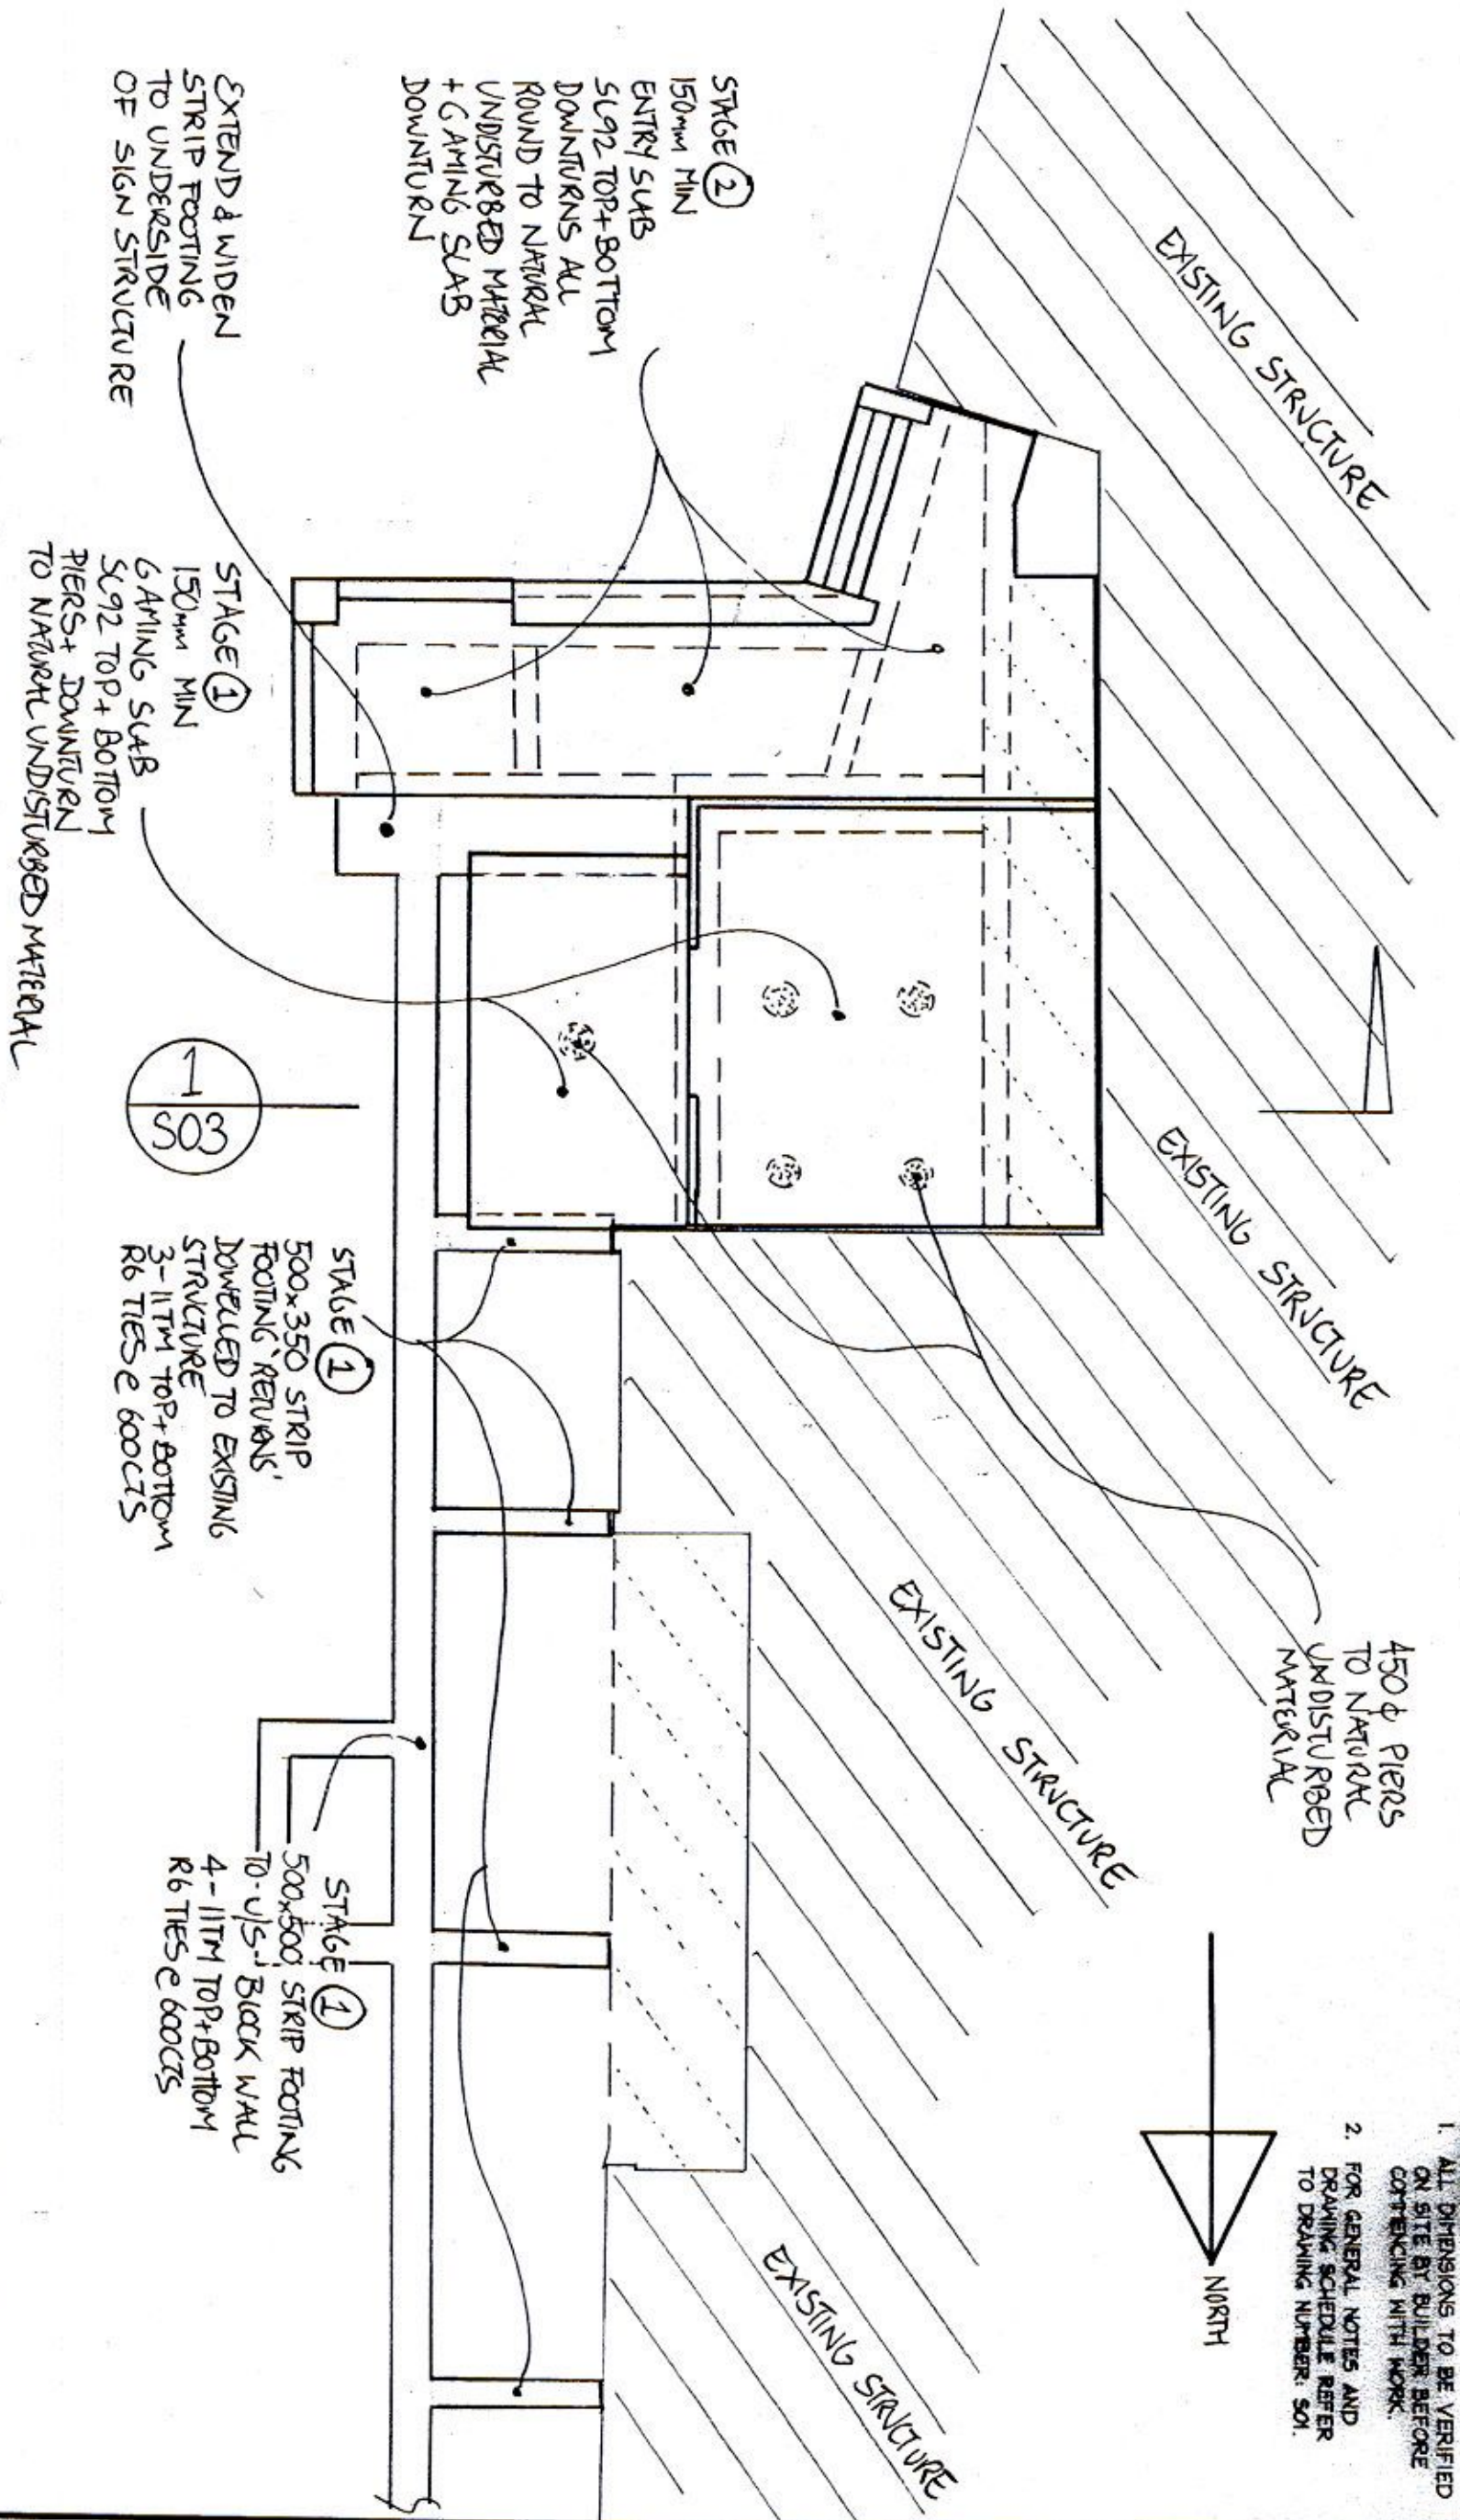 1. ALL DIMENSIONS TO BE VERIFIED
ON SITE BY BUILDER BEFORE
COMMENCING WITH WORK.
2. FOR GENERAL NOTES AND
DRAWING SCHEDULE REFER
TO DRAWING NUMBER: S01.
NORTH
EXISTING STRUCTURE
EXISTING STRUCTURE
EXISTING STRUCTURE
EXISTING STRUCTURE
450 ϕ PIERS
TO NATURAL
UNDISTURBED
MATERIAL
STAGE 2
150mm MIN
ENTRY SLAB
SL92 TOP+BOTTOM
DOWNTURNS ALL
ROUND TO NATURAL
UNDISTURBED MATERIAL
+ GAMING SLAB
DOWNTURN
EXTEND & WIDEN
STRIP FOOTING
TO UNDERSIDE
OF SIGN STRUCTURE
STAGE 1
150mm MIN
GAMING SLAB
SL92 TOP+BOTTOM
PIERS+ DOWNTURN
TO NATURAL UNDISTURBED MATERIAL
1
S03
STAGE 1
500x350 STRIP
FOOTING 'RETURNS'
DOWELLED TO EXISTING
STRUCTURE
3-11TM TOP+BOTTOM
R6 TIES @ 600CTS
STAGE 1
500x500 STRIP FOOTING
TO U/S BLOCK WALL
4-11TM TOP+BOTTOM
R6 TIES @ 600CTS